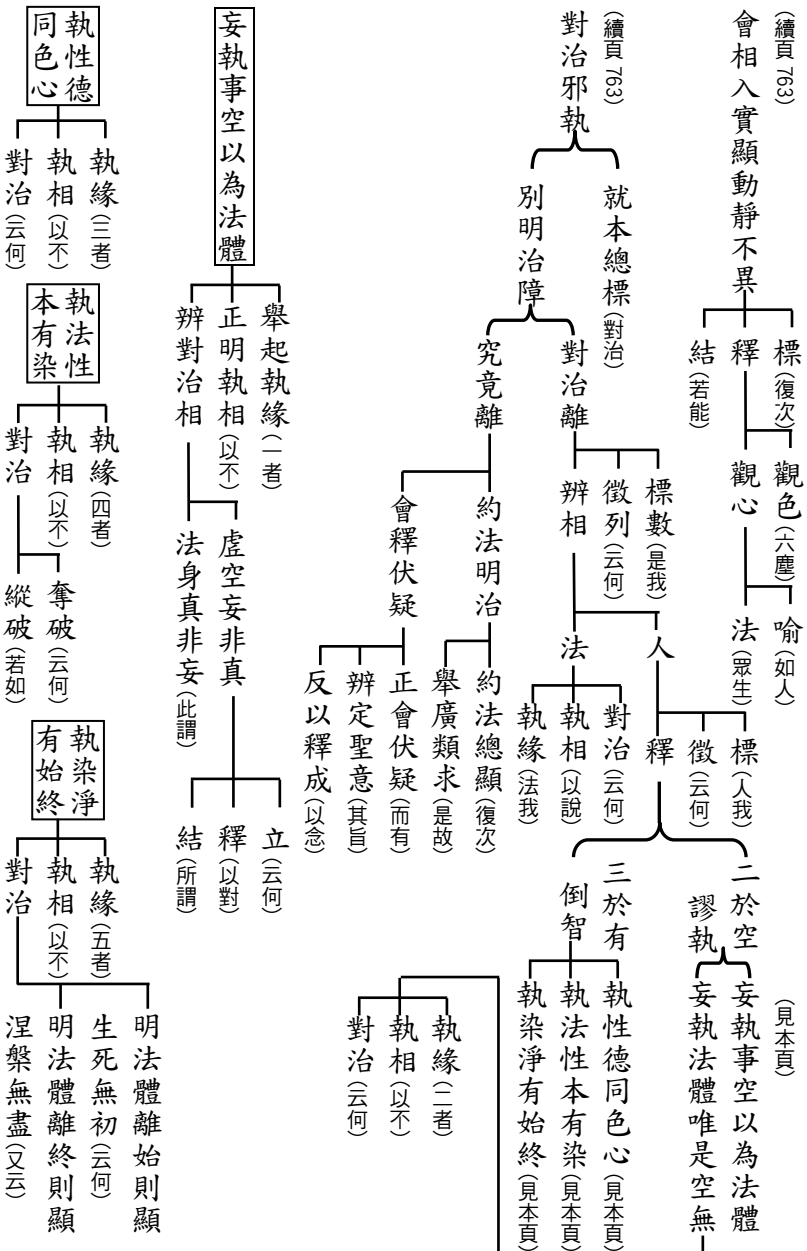 (續頁 763)
會相入實顯動靜不異
標(復次)
釋
結(若能)
觀色(六塵)
觀心
喻(如人)
法(眾生)
(續頁 763)
對治邪執
就本總標(對治)
別明治障
對治離
究竟離
標數(是我)
徵列(云何)
辨相
人
法
標(人我)
徵(云何)
釋
二於空謬執
三於有倒智
(見本頁)
妄執事空以為法體
妄執法體唯是空無
執緣(二者)
執相(以不)
對治(云何)
執性德同色心(見本頁)
執法性本有染(見本頁)
執染淨有始終(見本頁)
對治(云何)
執相(以說)
執緣(法我)
約法明治
會釋伏疑
約法總顯(復次)
舉廣類求(是故)
正會伏疑(而有)
辨定聖意(其旨)
反以釋成(以念)
妄執事空以為法體
舉起執緣(一者)
正明執相(以不)
辨對治相
虛空妄非真
法身真非妄(此謂)
立(云何)
釋(以對)
結(所謂)
執性德同色心
執緣(三者)
執相(以不)
對治(云何)
執法性本有染
執緣(四者)
執相(以不)
對治
奪破(云何)
縱破(若如)
執染淨有始終
執緣(五者)
執相(以不)
對治
明法體離始則顯
生死無初(云何)
明法體離終則顯
涅槃無盡(又云)